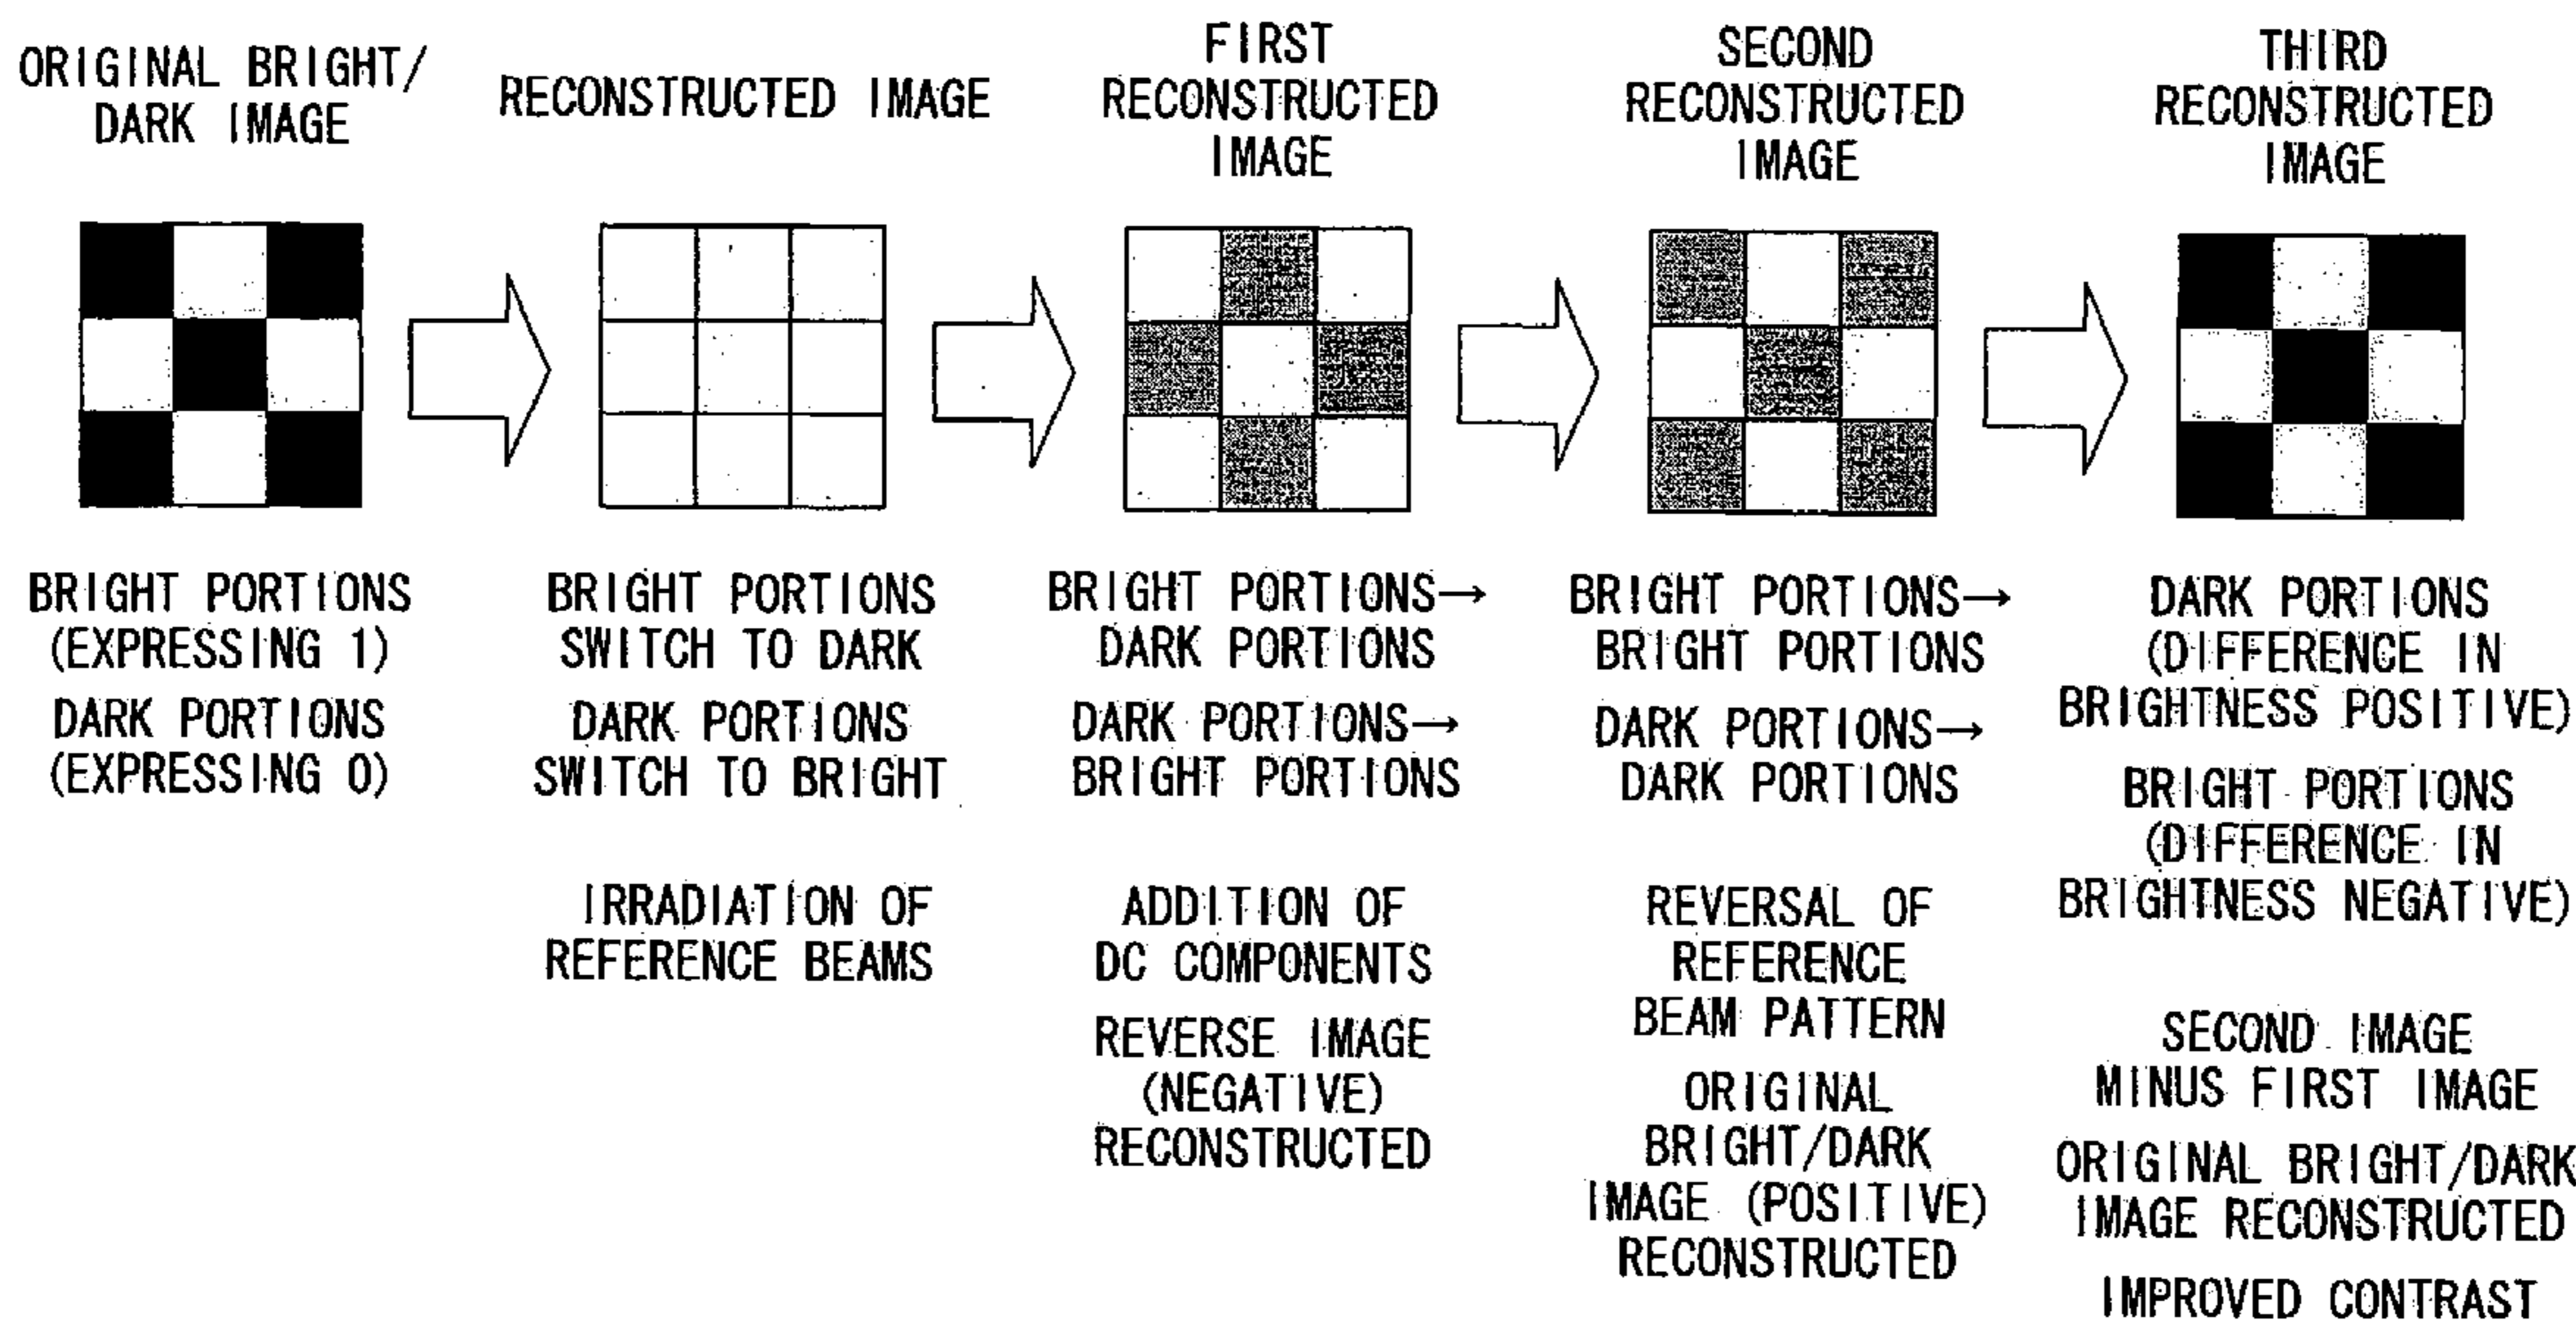 ORIGINAL BRIGHT/
DARK IMAGE
RECONSTRUCTED IMAGE
FIRST
RECONSTRUCTED
IMAGE
SECOND
RECONSTRUCTED
IMAGE
THIRD
RECONSTRUCTED
IMAGE
BRIGHT PORTIONS
(EXPRESSING 1)
DARK PORTIONS
(EXPRESSING 0)
BRIGHT PORTIONS
SWITCH TO DARK
DARK PORTIONS
SWITCH TO BRIGHT
IRRADIATION OF
REFERENCE BEAMS
BRIGHT PORTIONS→
DARK PORTIONS
DARK PORTIONS→
BRIGHT PORTIONS
ADDITION OF
DC COMPONENTS
REVERSE IMAGE
(NEGATIVE)
RECONSTRUCTED
BRIGHT PORTIONS→
BRIGHT PORTIONS
DARK PORTIONS→
DARK PORTIONS
REVERSAL OF
REFERENCE
BEAM PATTERN
ORIGINAL
BRIGHT/DARK
IMAGE (POSITIVE)
RECONSTRUCTED
DARK PORTIONS
(DIFFERENCE IN
BRIGHTNESS POSITIVE)
BRIGHT PORTIONS
(DIFFERENCE IN
BRIGHTNESS NEGATIVE)
SECOND IMAGE
MINUS FIRST IMAGE
ORIGINAL BRIGHT/DARK
IMAGE RECONSTRUCTED
IMPROVED CONTRAST